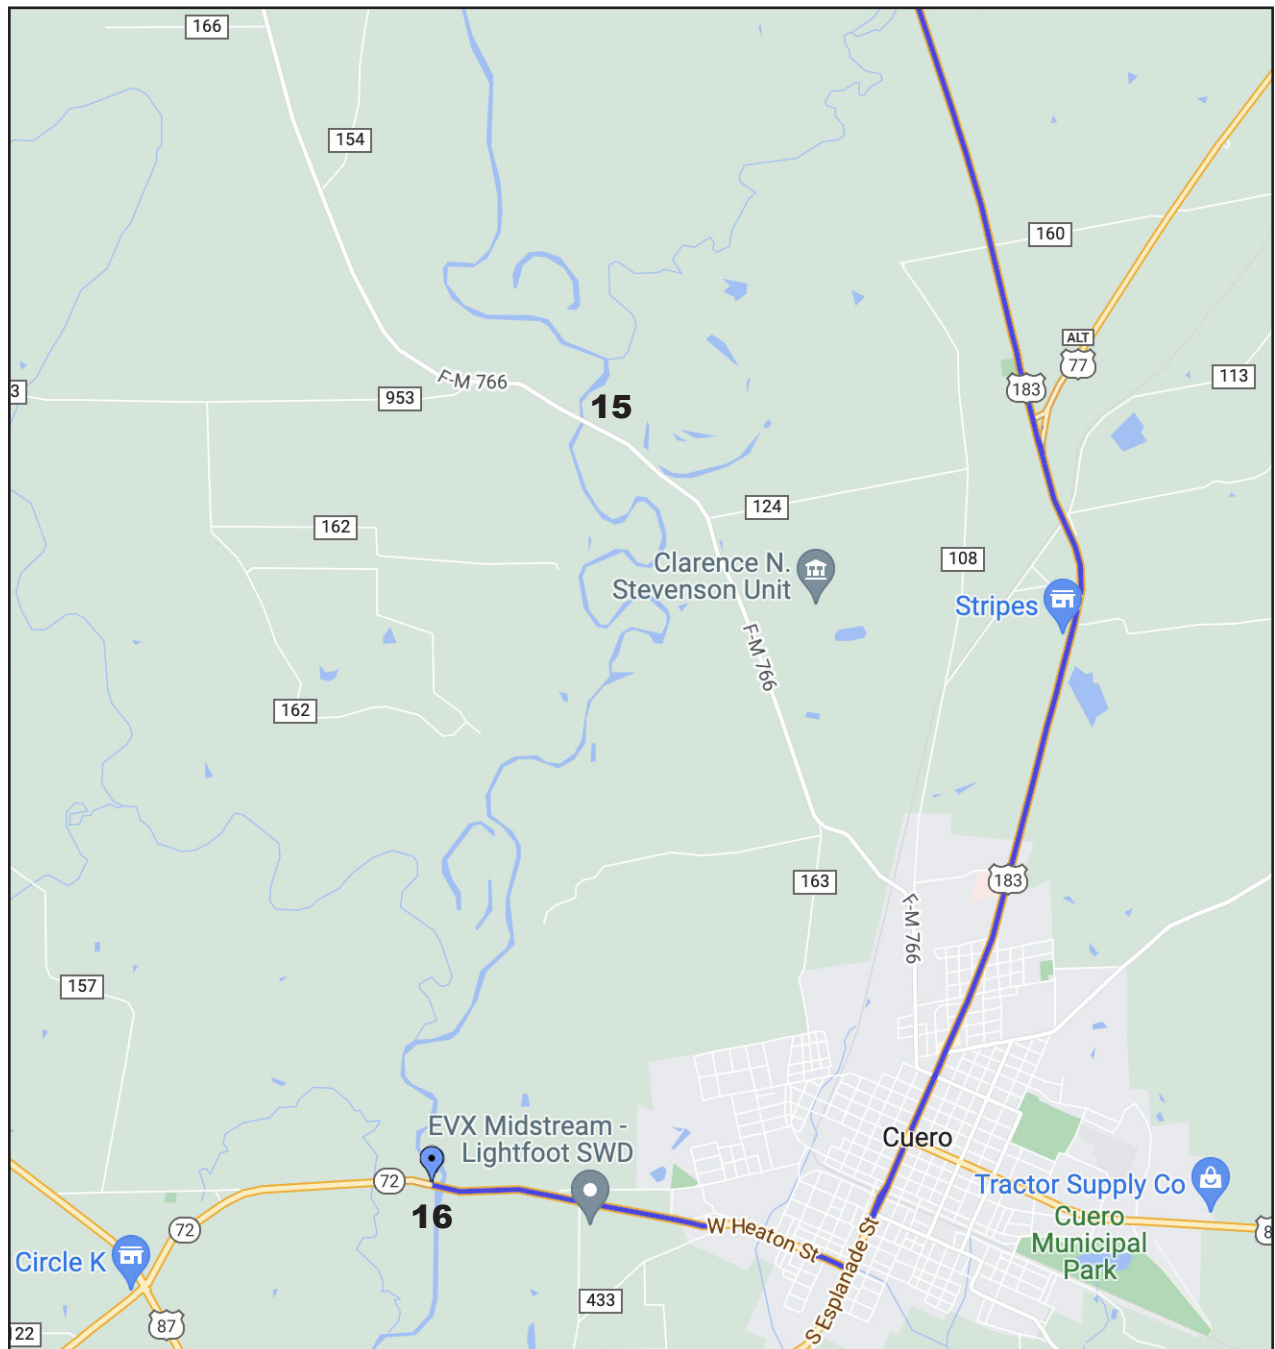 166
154
160
ALT
77
183
113
3
953
F-M 766
15
124
162
Clarence N.
Stevenson Unit
108
Stripes
F-M 766
162
183
163
F-M 766
157
EVX Midstream -
Lightfoot SWD
Cuero
72
16
Tractor Supply Co
72
W Heaton St
Cuero
Municipal
Park
8
Circle K
S Esplanade St
433
87
22